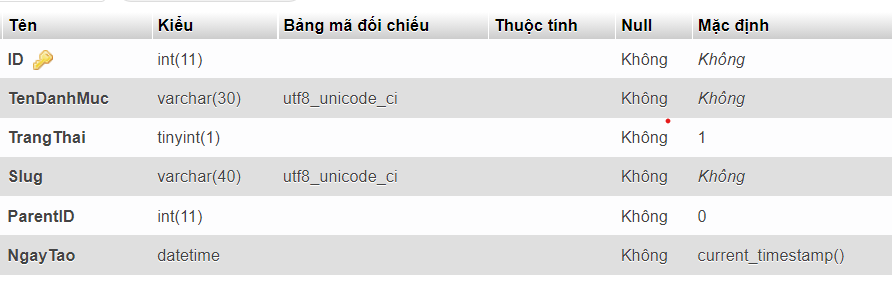 Tên Kiểu Bảng mã đối chiếu Thuộc tính Null Mặc định
ID int(11) Không Không
TenDanhMuc varchar(30) utf8_unicode_ci Không Không
TrangThai tinyint(1) Không 1
Slug varchar(40) utf8_unicode_ci Không Không
ParentID int(11) Không 0
NgayTao datetime Không current_timestamp()